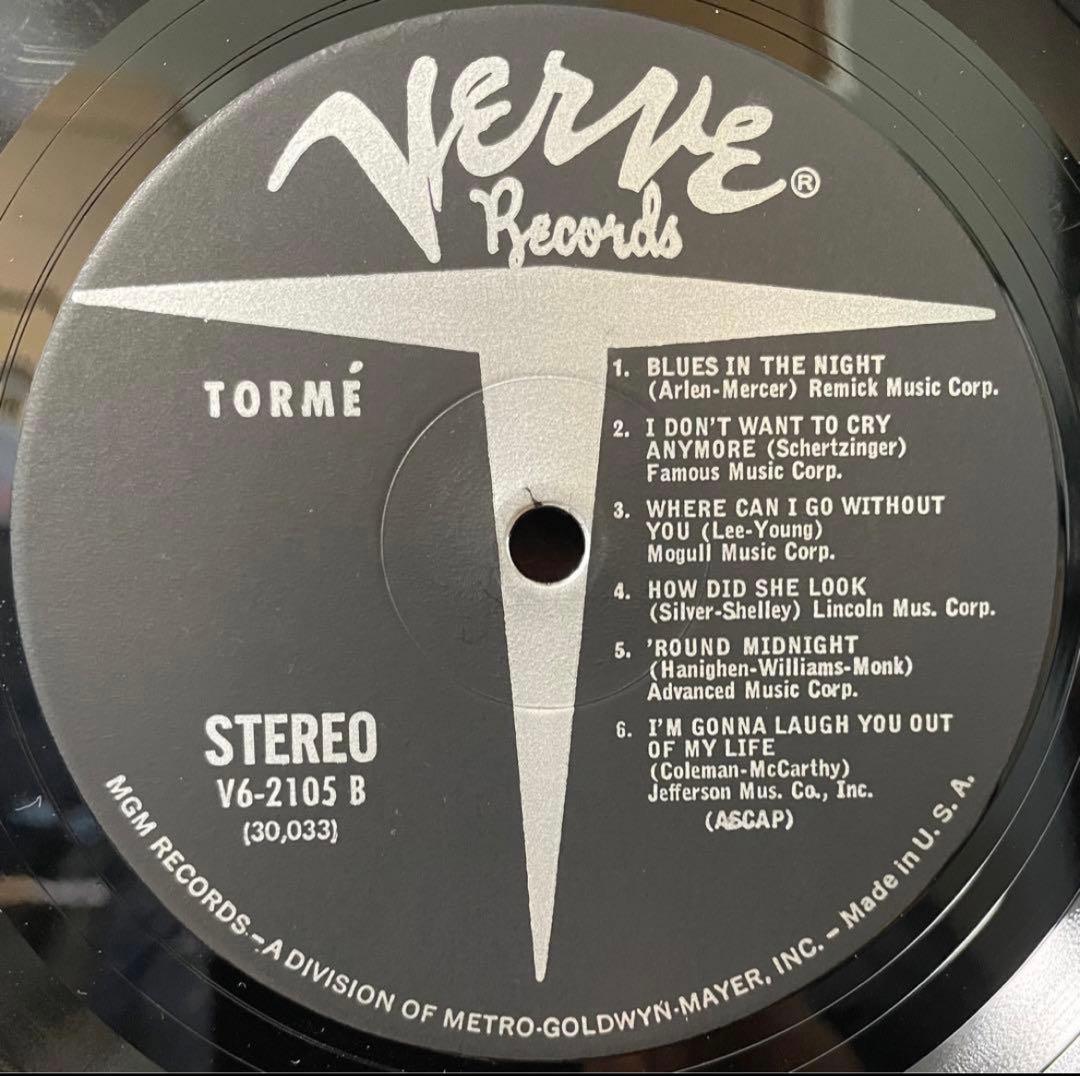 Verve®
Records
TORMÉ
1. BLUES IN THE NIGHT
(Arlen-Mercer) Remick Music Corp.
2. I DON'T WANT TO CRY
ANYMORE (Schertzinger)
Famous Music Corp.
3. WHERE CAN I GO WITHOUT
YOU (Lee-Young)
Mogull Music Corp.
4. HOW DID SHE LOOK
(Silver-Shelley) Lincoln Mus. Corp.
5. 'ROUND MIDNIGHT
(Hanighen-Williams-Monk)
Advanced Music Corp.
6. I'M GONNA LAUGH YOU OUT
OF MY LIFE
(Coleman-McCarthy)
Jefferson Mus. Co., Inc.
(ASCAP)
STEREO
V6-2105 B
(30,033)
MGM RECORDS-A DIVISION OF METRO-GOLDWYN-MAYER, INC. - Made in U. S. A.